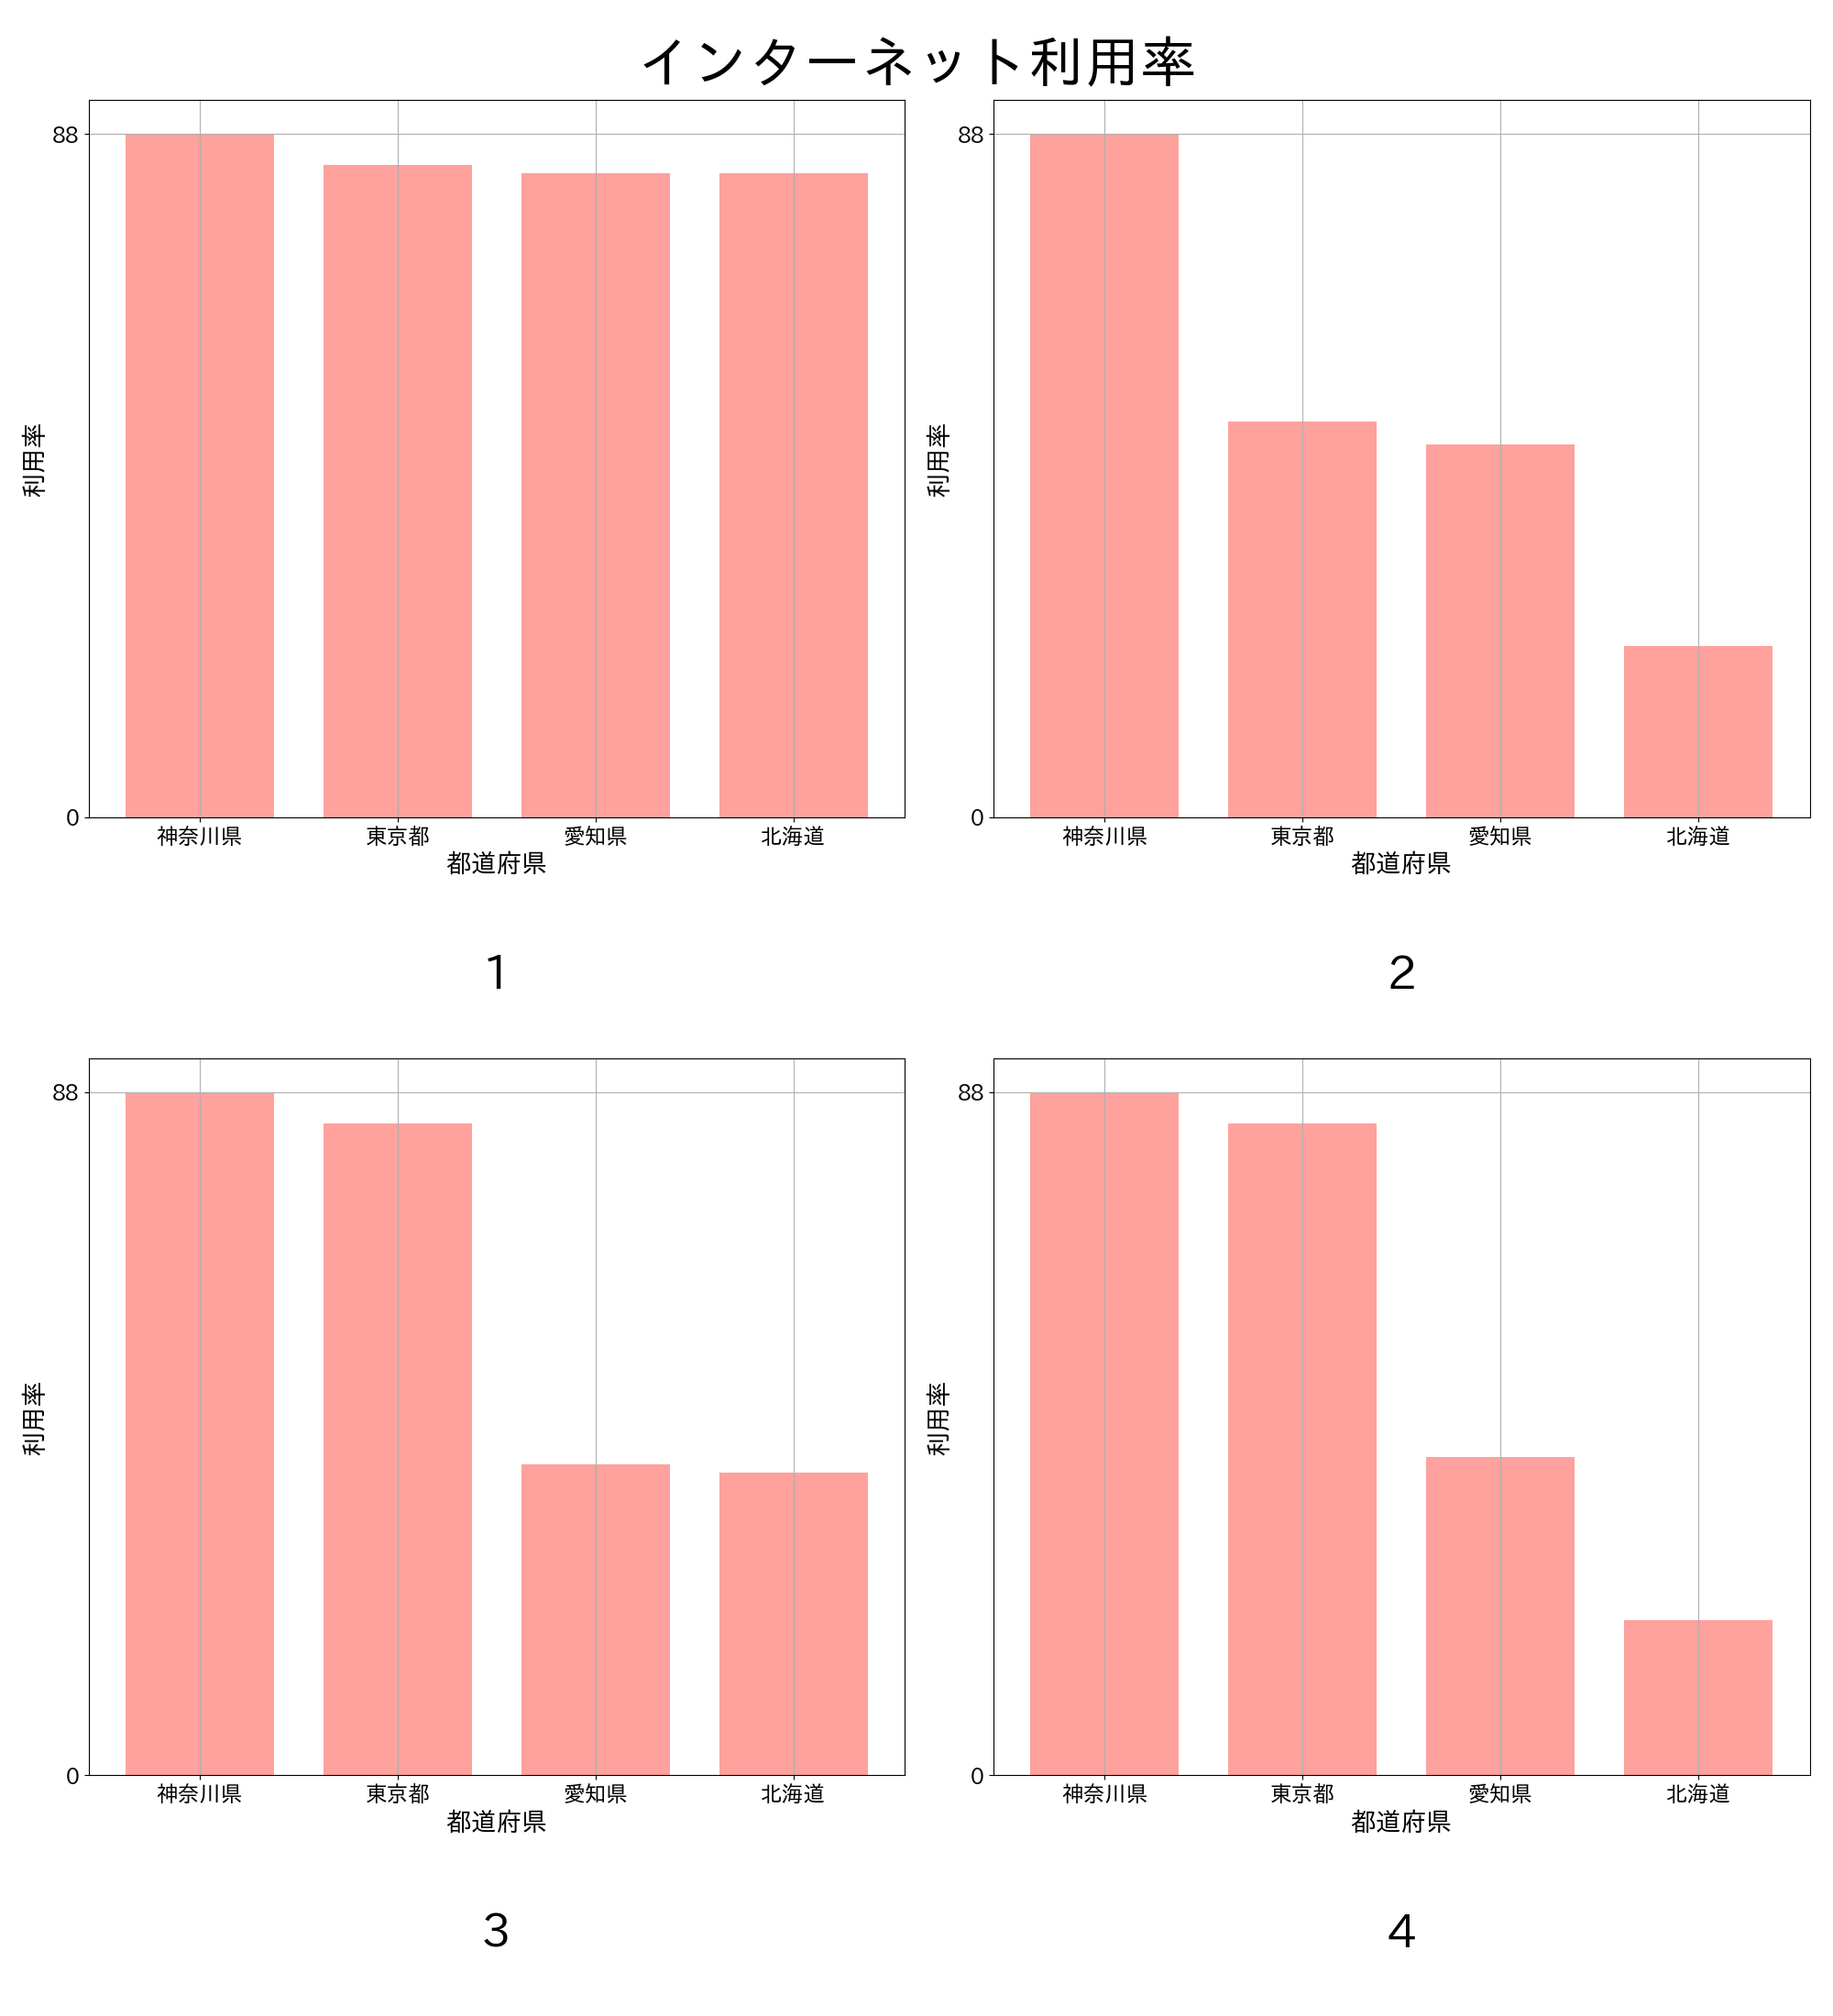 インターネット利用率
88
0
利用率
神奈川県 東京都 愛知県 北海道
都道府県
1
88
0
利用率
神奈川県 東京都 愛知県 北海道
都道府県
2
88
0
利用率
神奈川県 東京都 愛知県 北海道
都道府県
3
88
0
利用率
神奈川県 東京都 愛知県 北海道
都道府県
4